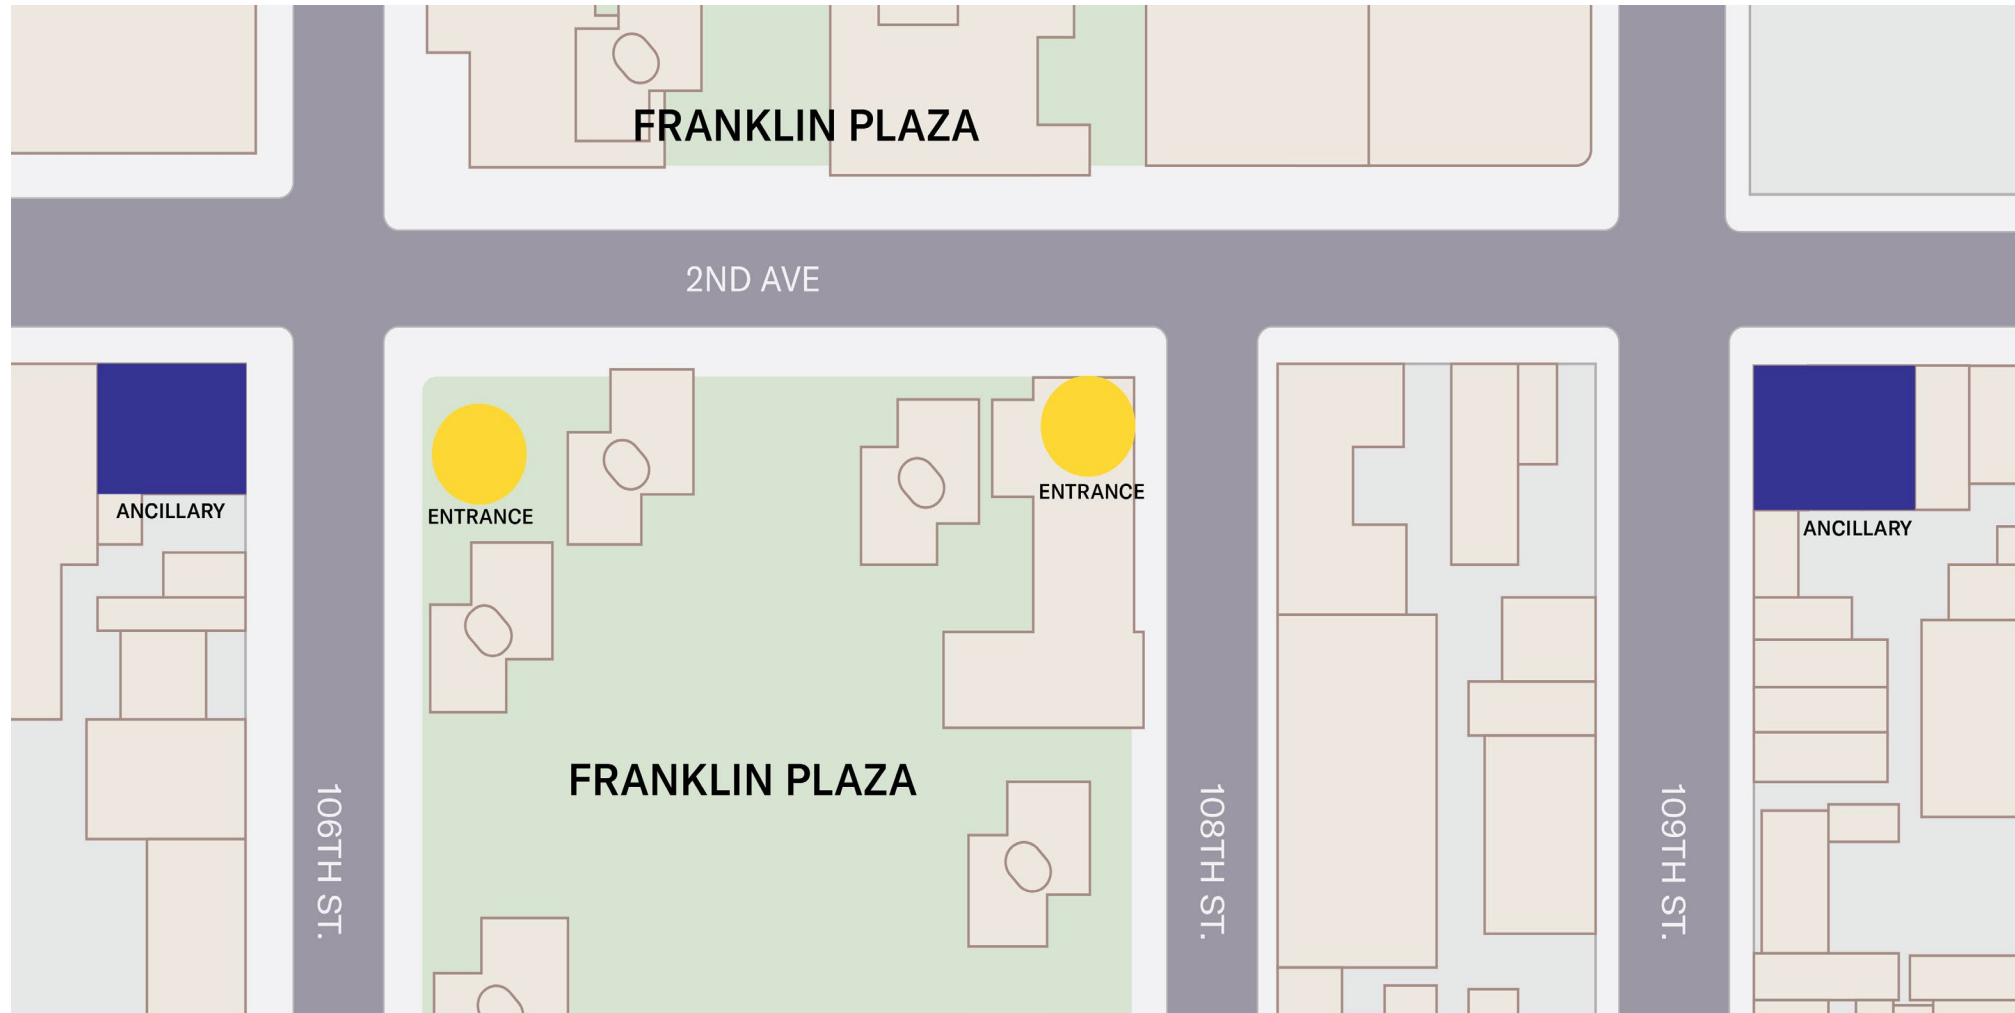 FRANKLIN PLAZA
2ND AVE
ENTRANCE
ENTRANCE
ANCILLARY
ANCILLARY
FRANKLIN PLAZA
106TH ST.
108TH ST.
109TH ST.